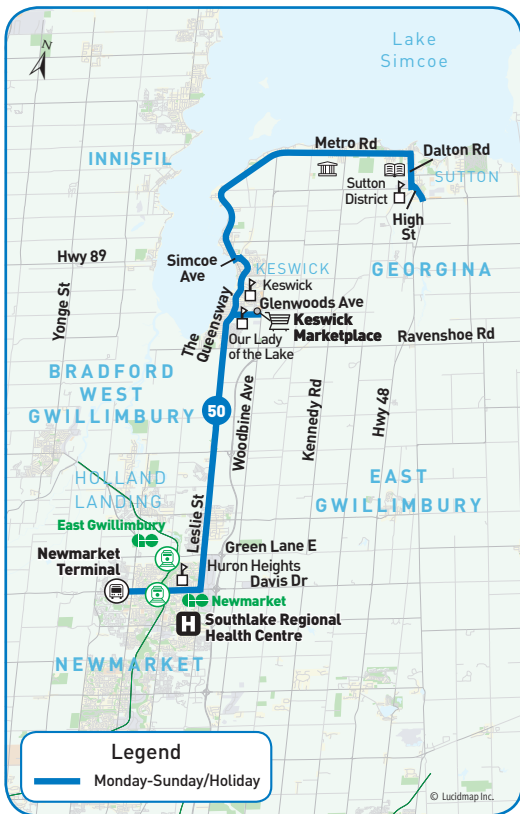 N
Lake
Simcoe
Metro Rd
Dalton Rd
INNISFIL
SUTTON
Sutton
District
High
St
Hwy 89
Simcoe
Ave
KESWICK
GEORGINA
Keswick
Yonge St
The
Queensway
Glenwoods Ave
Keswick
Marketplace
Our Lady
of the Lake
Ravenshoe Rd
BRADFORD
WEST
GWILLIMBURY
50
Woodbine Ave
Kennedy Rd
Hwy 48
HOLLAND
LANDING
EAST
GWILLIMBURY
Leslie St
East Gwillimbury
GO
Green Lane E
Newmarket
Terminal
Huron Heights
Davis Dr
GO
Newmarket
H
Southlake Regional
Health Centre
NEWMARKET
Legend
Monday-Sunday/Holiday
© Lucidmap Inc.